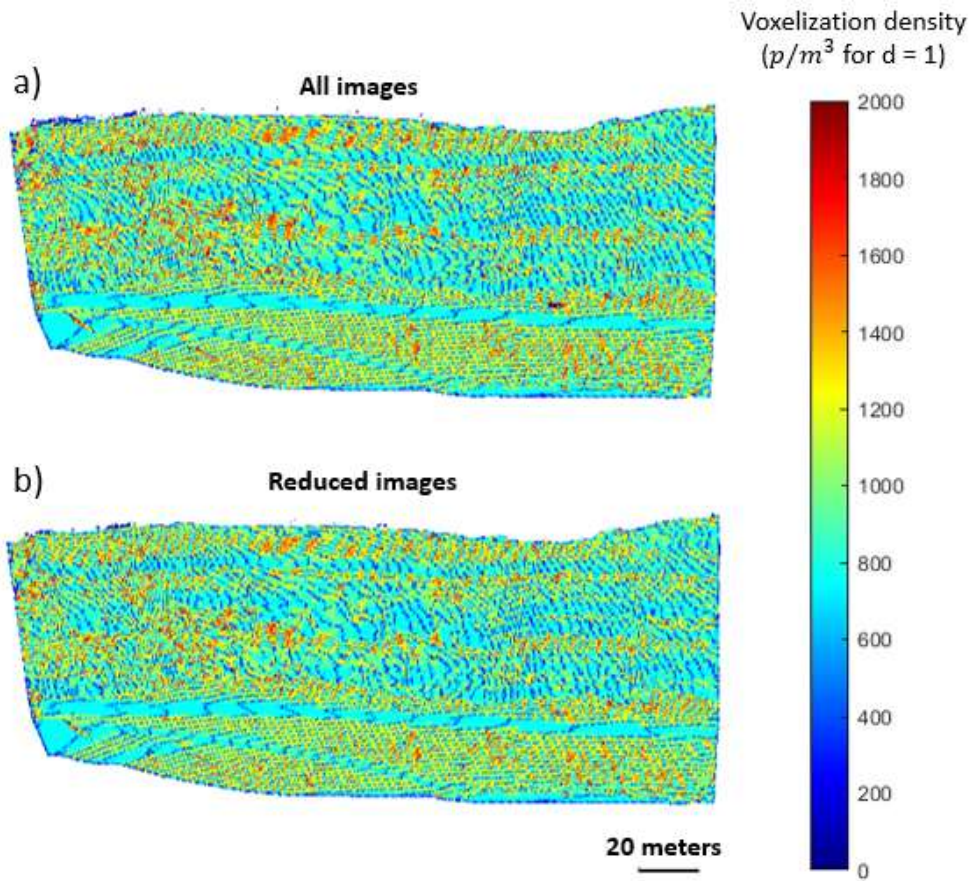 Voxelization density
(p/m³ for d = 1)
a)
All images
2000
1800
1600
1400
1200
1000
800
600
400
200
0
b)
Reduced images
20 meters